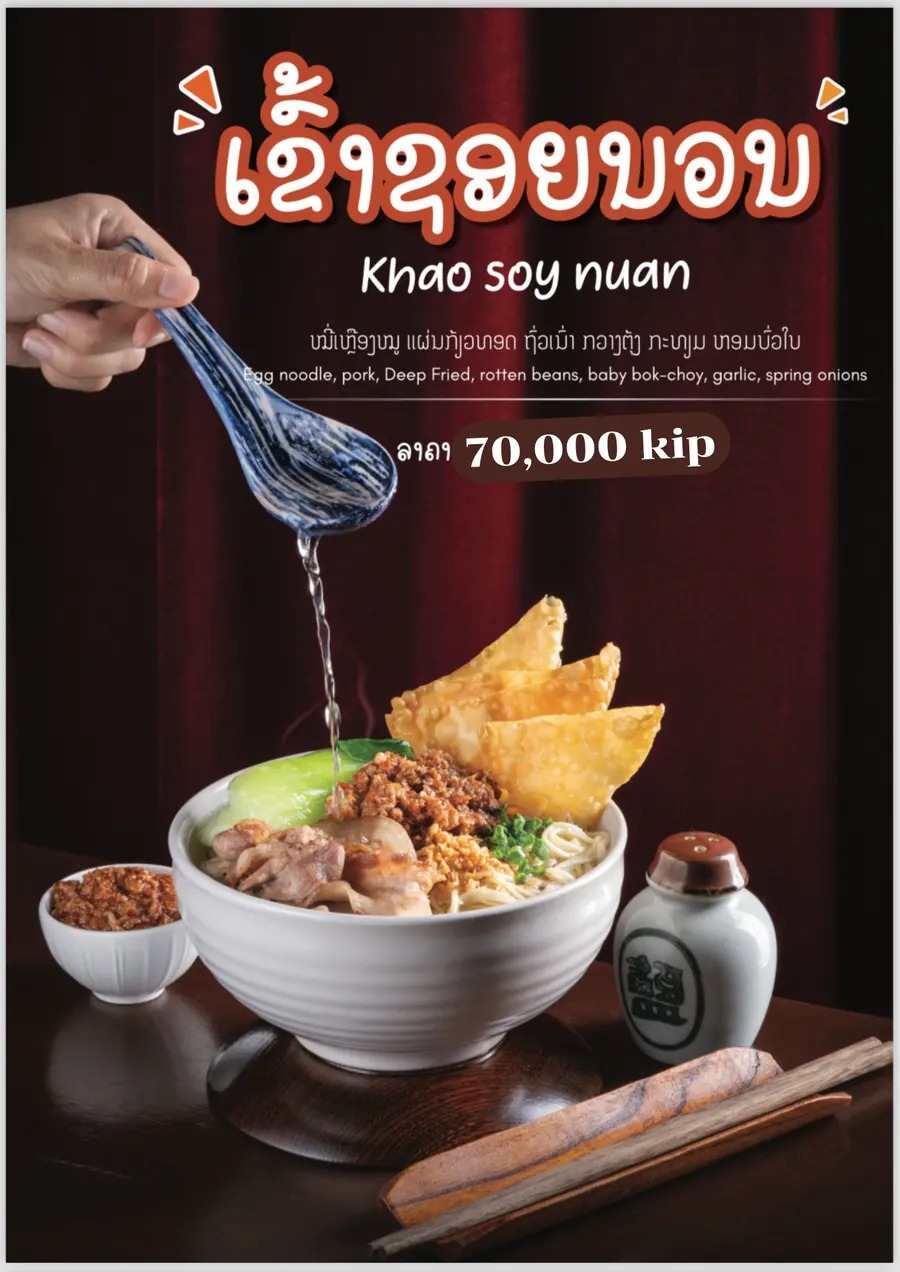 ເຂົ້າຊອຍນອນ
Khao soy nuan
ໝີ່ເຫຼືອງໝູ ແຜ່ນກ້ຽວທອດ ຖົ່ວເນົ່າ ກວາງຕຸ້ງ ກະທຽມ ຫອມບົ່ວໃບ
Egg noodle, pork, Deep Fried, rotten beans, baby bok-choy, garlic, spring onions
ລາຄາ 70,000 kip